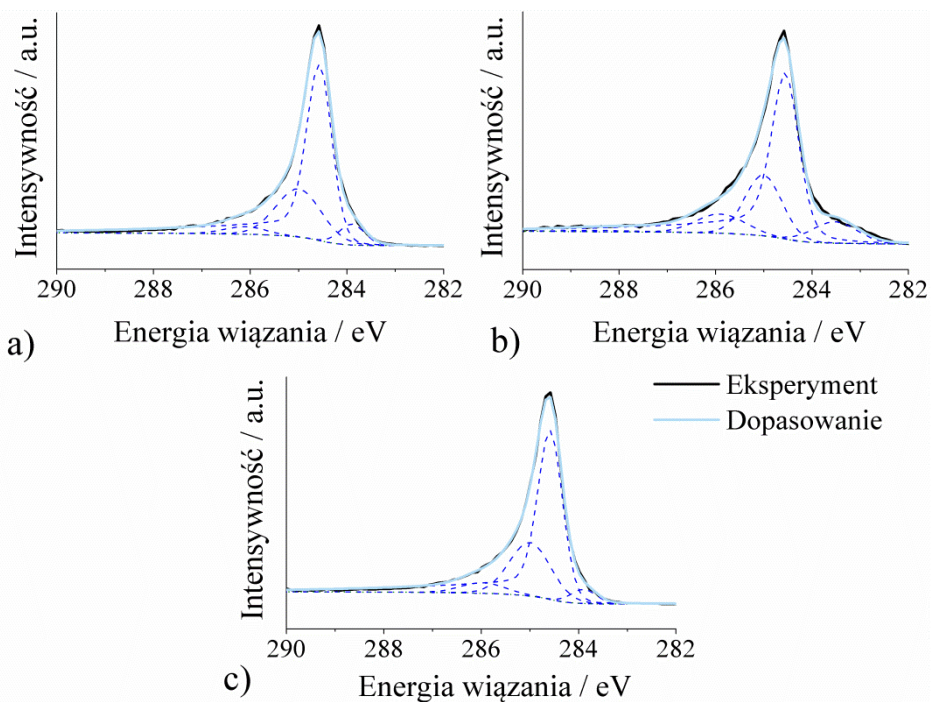 Intensywność / a.u.
290 288 286 284 282
Energia wiązania / eV
a)
Intensywność / a.u.
290 288 286 284 282
Energia wiązania / eV
b)
Eksperyment
Dopasowanie
Intensywność / a.u.
290 288 286 284 282
Energia wiązania / eV
c)